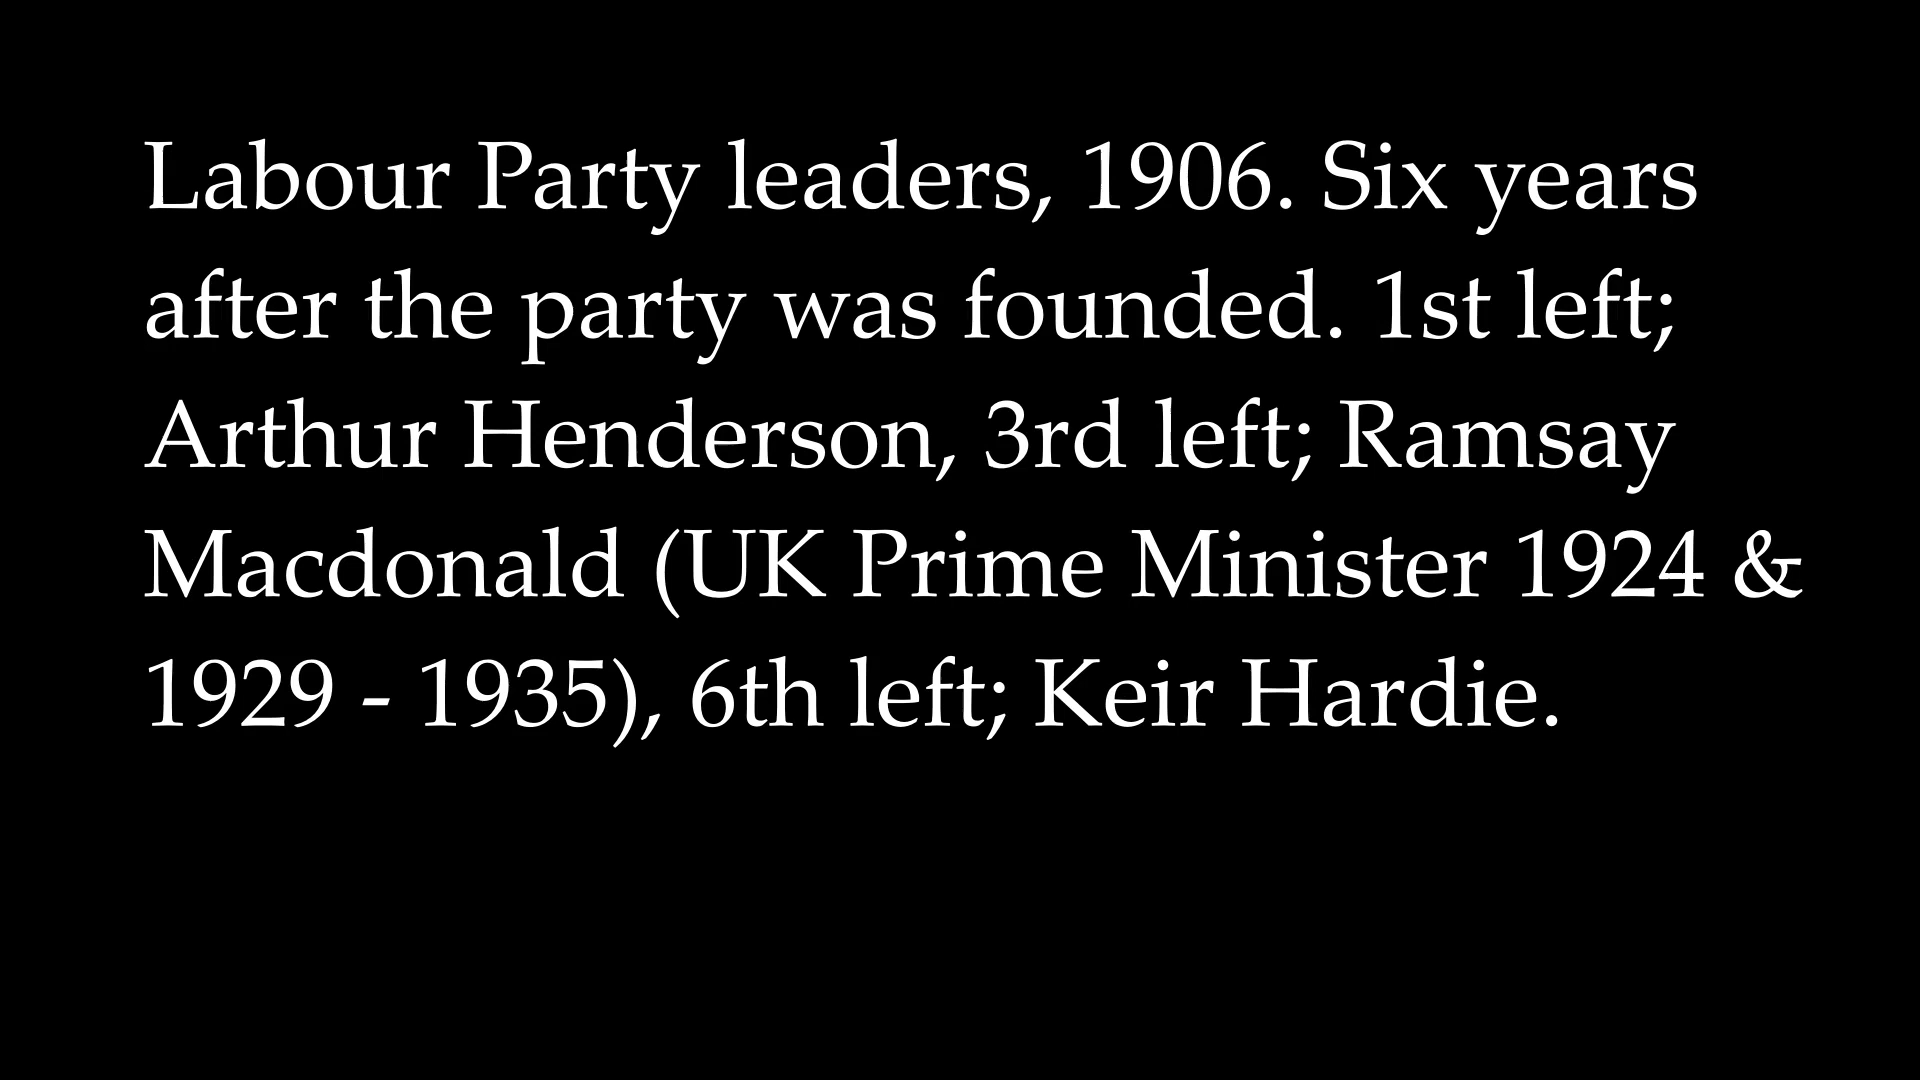 Labour Party leaders, 1906. Six years
after the party was founded. 1st left;
Arthur Henderson, 3rd left; Ramsay
Macdonald (UK Prime Minister 1924 &
1929 - 1935), 6th left; Keir Hardie.